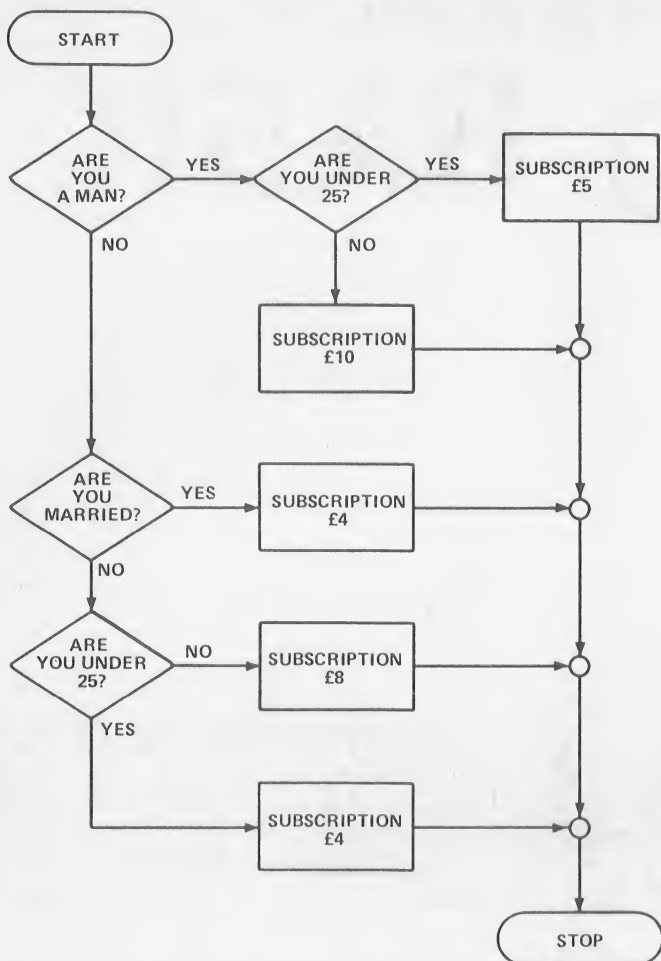 START
ARE
YOU
A MAN?
YES
ARE
YOU UNDER
25?
YES
SUBSCRIPTION
£5
NO
NO
SUBSCRIPTION
£10
ARE
YOU
MARRIED?
YES
SUBSCRIPTION
£4
NO
ARE
YOU UNDER
25?
NO
SUBSCRIPTION
£8
YES
SUBSCRIPTION
£4
STOP